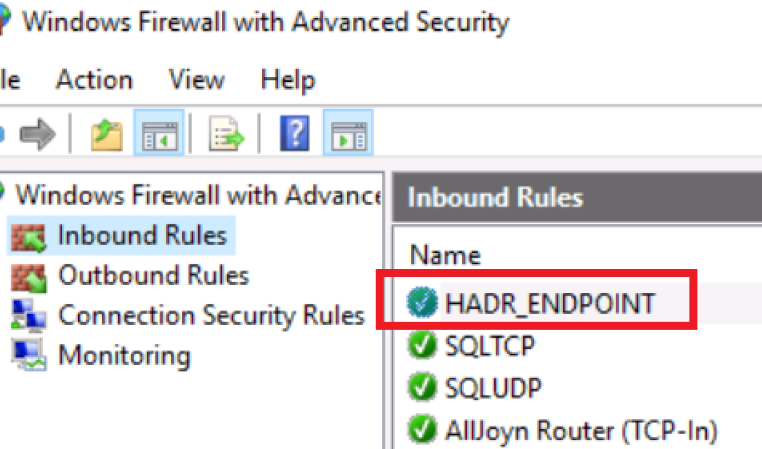 Windows Firewall with Advanced Security
le Action View Help
Windows Firewall with Advance
Inbound Rules
Outbound Rules
Connection Security Rules
Monitoring
Inbound Rules
Name
HADR_ENDPOINT
SQLTCP
SQLUDP
AllJoyn Router (TCP-In)